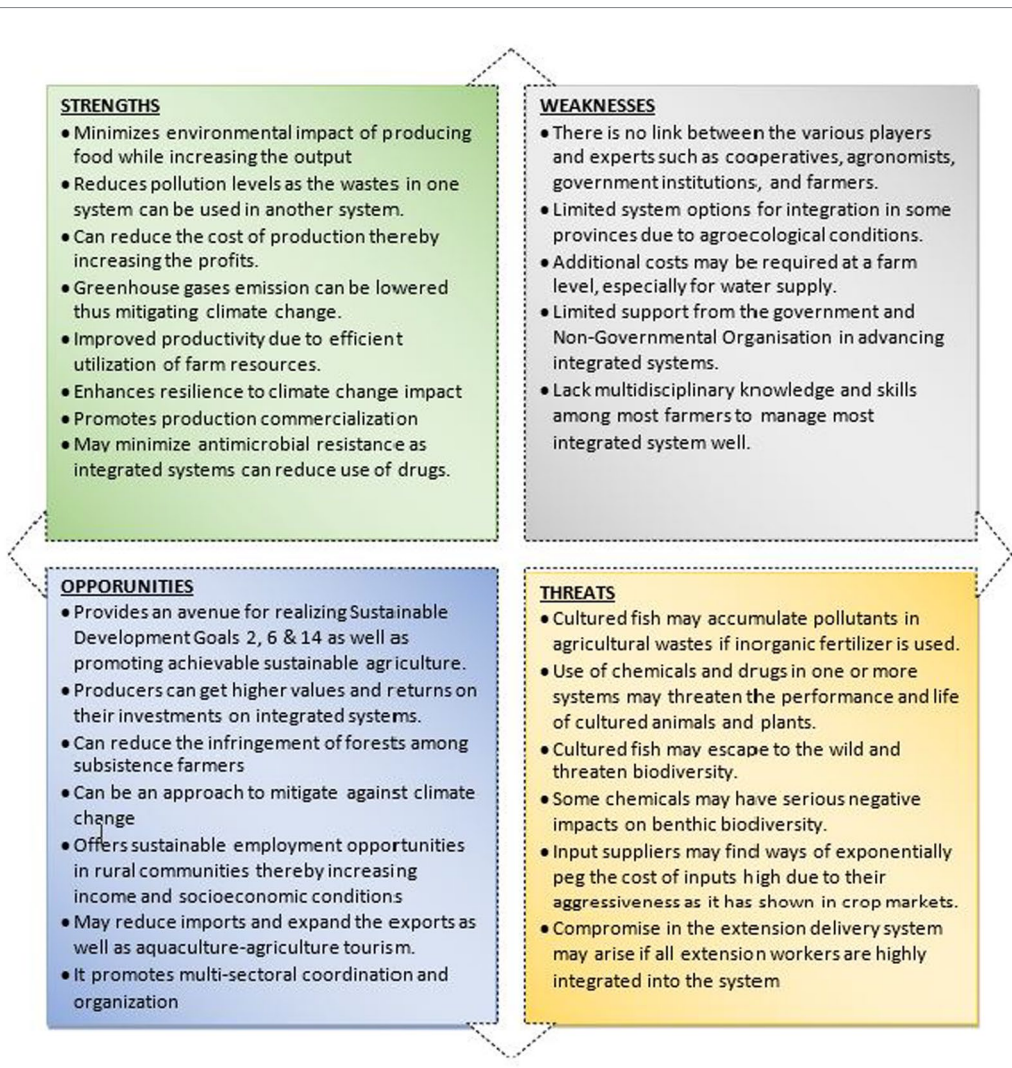 STRENGTHS
• Minimizes environmental impact of producing
food while increasing the output
• Reduces pollution levels as the wastes in one
system can be used in another system.
• Can reduce the cost of production thereby
increasing the profits.
• Greenhouse gases emission can be lowered
thus mitigating climate change.
• Improved productivity due to efficient
utilization of farm resources.
• Enhances resilience to climate change impact
• Promotes production commercialization
• May minimize antimicrobial resistance as
integrated systems can reduce use of drugs.
WEAKNESSES
• There is no link between the various players
and experts such as cooperatives, agronomists,
government institutions, and farmers.
• Limited system options for integration in some
provinces due to agroecological conditions.
• Additional costs may be required at a farm
level, especially for water supply.
• Limited support from the government and
Non-Governmental Organisation in advancing
integrated systems.
• Lack multidisciplinary knowledge and skills
among most farmers to manage most
integrated system well.
OPPORUNITIES
• Provides an avenue for realizing Sustainable
Development Goals 2, 6 & 14 as well as
promoting achievable sustainable agriculture.
• Producers can get higher values and returns on
their investments on integrated systems.
• Can reduce the infringement of forests among
subsistence farmers
• Can be an approach to mitigate against climate
change
• Offers sustainable employment opportunities
in rural communities thereby increasing
income and socioeconomic conditions
• May reduce imports and expand the exports as
well as aquaculture-agriculture tourism.
• It promotes multi-sectoral coordination and
organization
THREATS
• Cultured fish may accumulate pollutants in
agricultural wastes if inorganic fertilizer is used.
• Use of chemicals and drugs in one or more
systems may threaten the performance and life
of cultured animals and plants.
• Cultured fish may escape to the wild and
threaten biodiversity.
• Some chemicals may have serious negative
impacts on benthic biodiversity.
• Input suppliers may find ways of exponentially
peg the cost of inputs high due to their
aggressiveness as it has shown in crop markets.
• Compromise in the extension delivery system
may arise if all extension workers are highly
integrated into the system